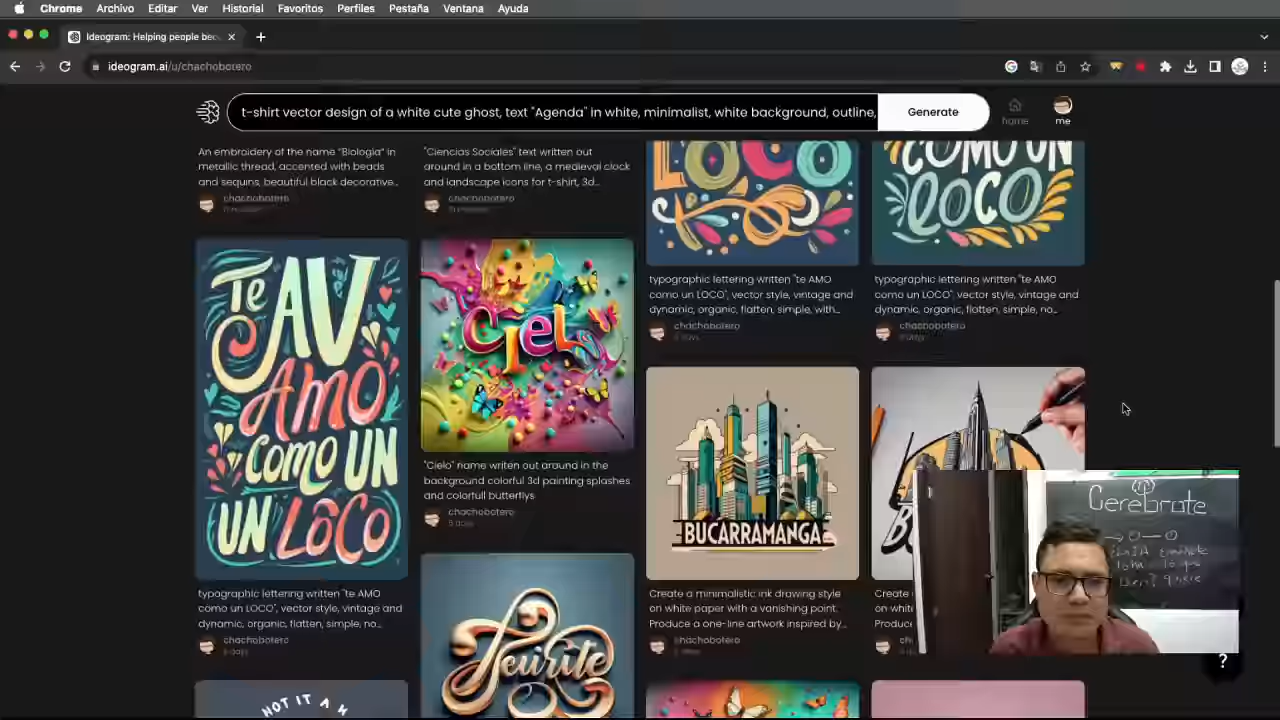 Chrome Archivo Editar Ver Historial Favoritos Perfiles Pestaña Ventana Ayuda
Ideogram: Helping people bec
ideogram.ai/u/chachobotero
t-shirt vector design of a white cute ghost, text "Agenda" in white, minimalist, white background, outline,
Generate
home
me
An embroidery of the name "Biologia" in
metallic thread, accented with beads
and sequins, beautiful black decorative...
chachobotero
"Ciencias Sociales" text written out
around in a bottom line, a medieval clock
and landscape icons for t-shirt, 3d...
chachobotero
LOCO
COMO UN
LOCO
typographic lettering written "te AMO
como un LOCO", vector style, vintage and
dynamic, organic, flatten, simple, with...
chachobotero
typographic lettering written "te AMO
como un LOCO", vector style, vintage and
dynamic, organic, flatten, simple, no...
chachobotero
TE
AV
AMO
COMO UN
UN LOCO
typographic lettering written "te AMO
como un LOCO", vector style, vintage and
dynamic, organic, flatten, simple, no...
chachobotero
CieL
"Cielo" name writen out around in the
background colorful 3d painting splashes
and colorfull butterflys
chachobotero
BUCARRAMANGA
Create a minimalistic ink drawing style
on white paper with a vanishing point.
Produce a one-line artwork inspired by...
chachobotero
Create
on whit
Produce
ch
Cerebrate
NOT IT A
?